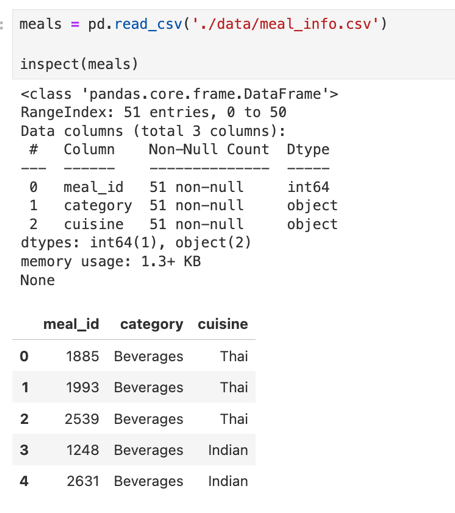 :
meals = pd.read_csv('./data/meal_info.csv')
inspect(meals)
<class 'pandas.core.frame.DataFrame'>
RangeIndex: 51 entries, 0 to 50
Data columns (total 3 columns):
#   Column    Non-Null Count  Dtype
---  ------    --------------  -----
0   meal_id   51 non-null     int64
1   category  51 non-null     object
2   cuisine   51 non-null     object
dtypes: int64(1), object(2)
memory usage: 1.3+ KB
None
meal_id category cuisine
0 1885 Beverages Thai
1 1993 Beverages Thai
2 2539 Beverages Thai
3 1248 Beverages Indian
4 2631 Beverages Indian